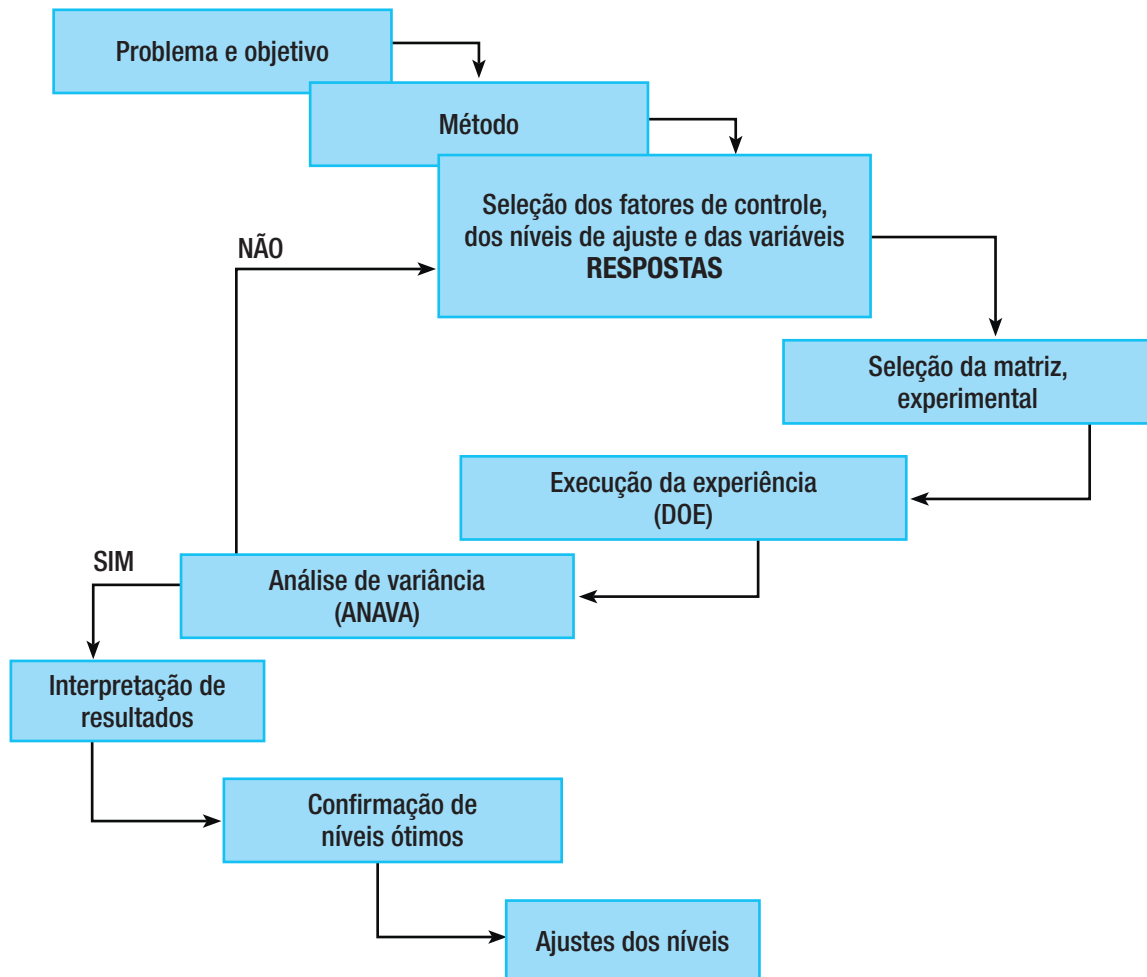 Problema e objetivo
Método
Seleção dos fatores de controle,
dos níveis de ajuste e das variáveis
RESPOSTAS
NÃO
Seleção da matriz,
experimental
Execução da experiência
(DOE)
SIM
Análise de variância
(ANAVA)
Interpretação de
resultados
Confirmação de
níveis ótimos
Ajustes dos níveis